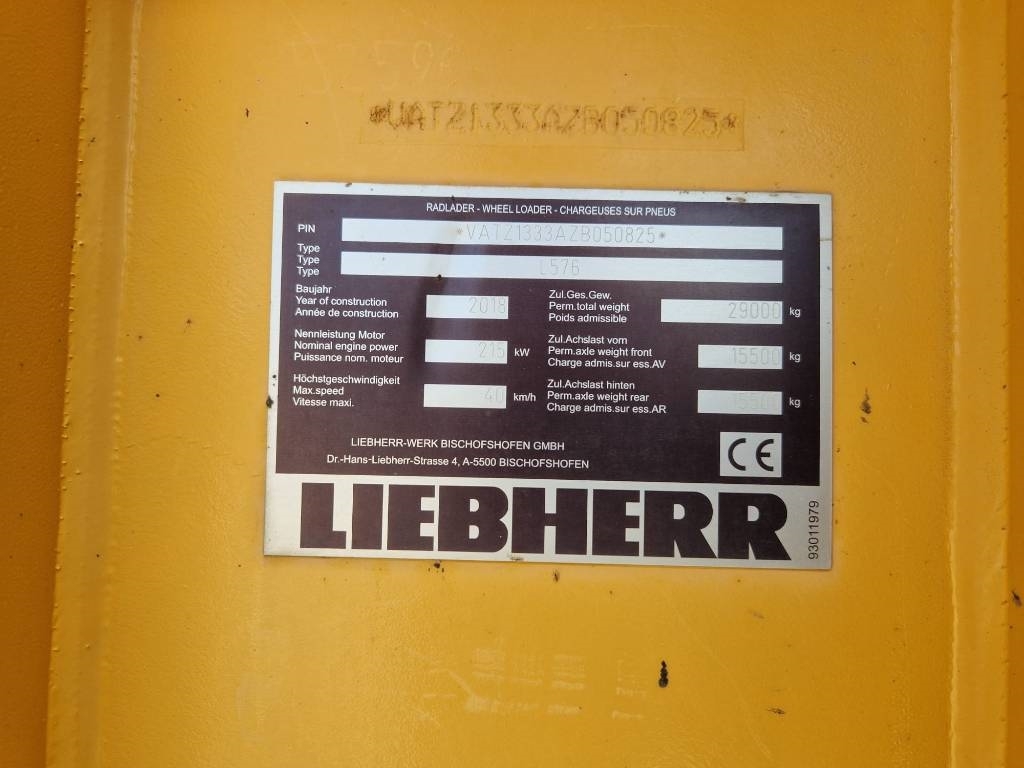 *VATZ1333AZB050825*
RADLADER - WHEEL LOADER - CHARGEUSES SUR PNEUS
PIN *VATZ1333AZB050825*
Type
Type L576
Type
Baujahr
Year of construction 2018
Année de construction
Zul.Ges.Gew.
Perm.total weight 29000 kg
Poids admissible
Nennleistung Motor
Nominal engine power 215 kW
Puissance nom. moteur
Zul.Achslast vorn
Perm.axle weight front 15500 kg
Charge admis.sur ess.AV
Höchstgeschwindigkeit
Max.speed 40 km/h
Vitesse maxi.
Zul.Achslast hinten
Perm.axle weight rear 15500 kg
Charge admis.sur ess.AR
LIEBHERR-WERK BISCHOFSHOFEN GMBH
Dr.-Hans-Liebherr-Strasse 4, A-5500 BISCHOFSHOFEN
CE
LIEBHERR
93011979